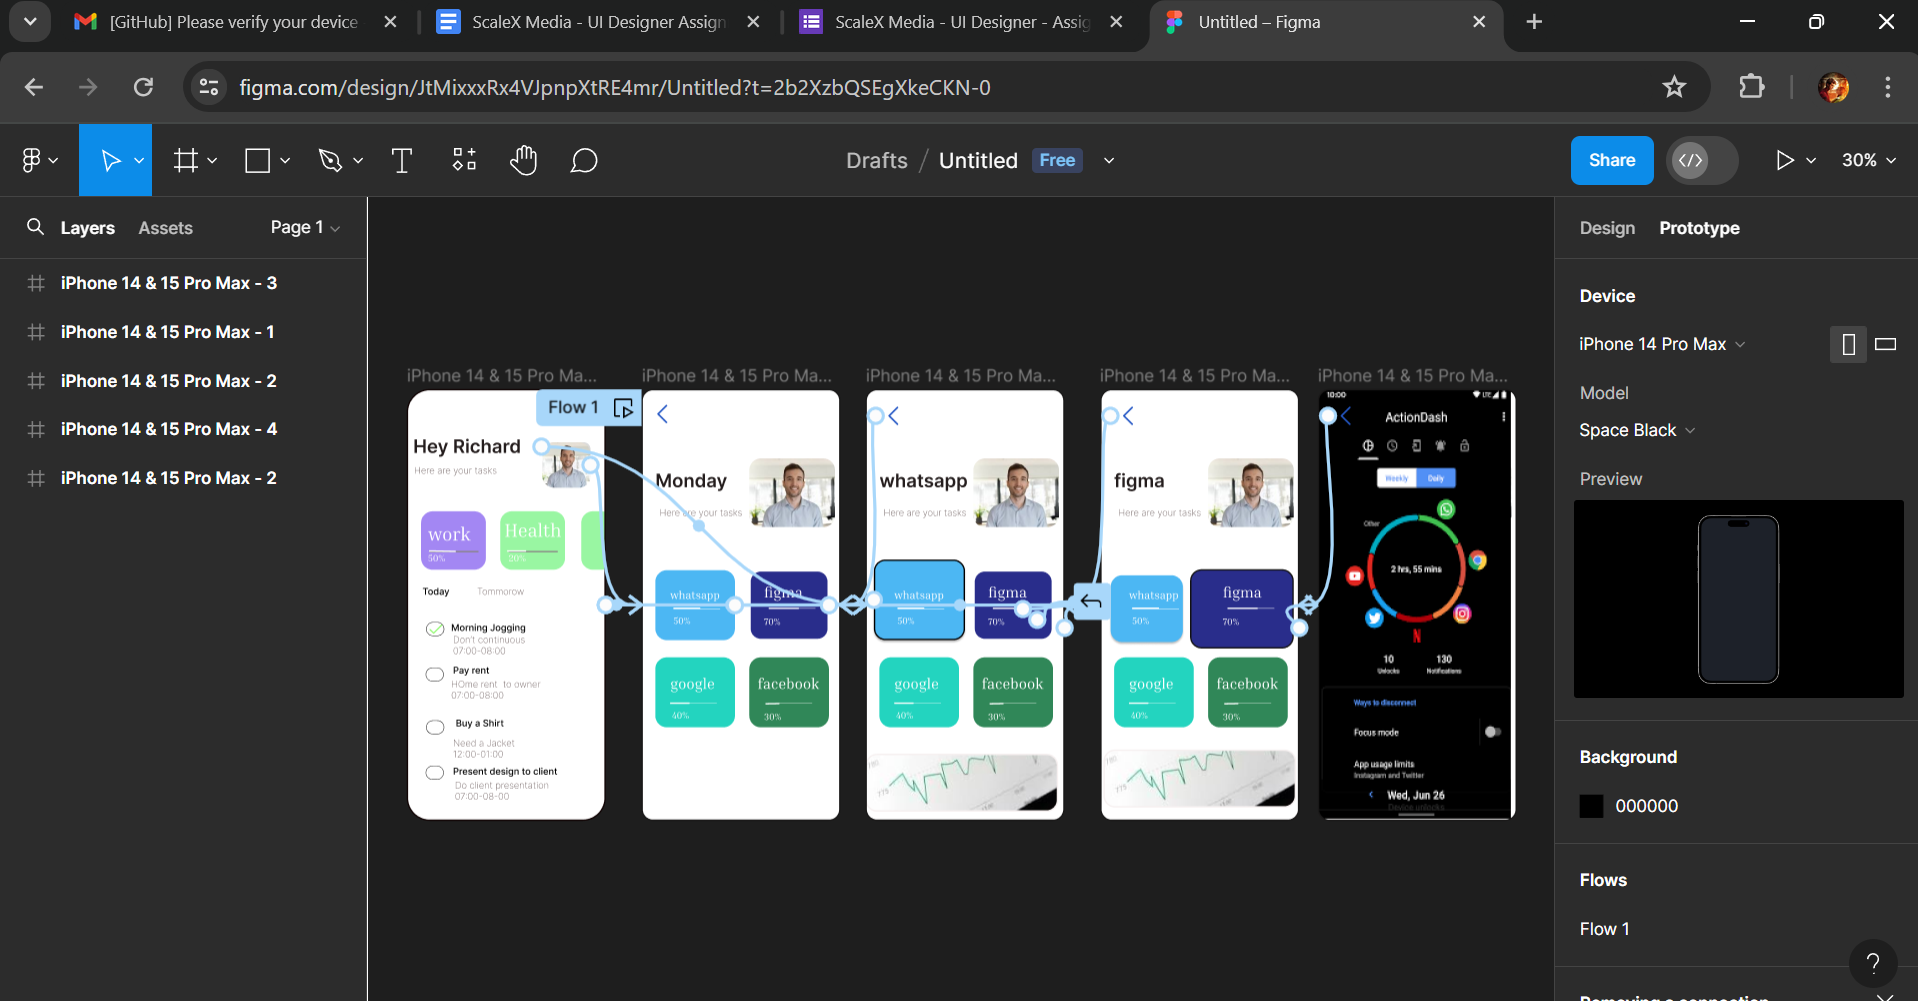 [GitHub] Please verify your device
ScaleX Media - UI Designer Assign
ScaleX Media - UI Designer - Assig
Untitled – Figma
figma.com/design/JtMixxxRx4VJpnpXtRE4mr/Untitled?t=2b2XzbQSEgXkeCKN-0
Drafts / Untitled Free
Share
30%
Layers
Assets
Page 1
iPhone 14 & 15 Pro Max - 3
iPhone 14 & 15 Pro Max - 1
iPhone 14 & 15 Pro Max - 2
iPhone 14 & 15 Pro Max - 4
iPhone 14 & 15 Pro Max - 2
iPhone 14 & 15 Pro Ma...
Flow 1
Hey Richard
Here are your tasks
work
50%
Health
20%
Today
Tommorow
Morning Jogging
Don't continuous
07:00-08:00
Pay rent
HOme rent to owner
07:00-08:00
Buy a Shirt
Need a Jacket
12:00-01:00
Present design to client
Do client presentation
07:00-08-00
iPhone 14 & 15 Pro Ma...
Monday
Here are your tasks
whatsapp
50%
figma
70%
google
40%
facebook
30%
iPhone 14 & 15 Pro Ma...
whatsapp
Here are your tasks
whatsapp
50%
figma
70%
google
40%
facebook
30%
iPhone 14 & 15 Pro Ma...
figma
Here are your tasks
whatsapp
50%
figma
70%
google
40%
facebook
30%
iPhone 14 & 15 Pro Ma...
10:00
LTE
ActionDash
Weekly
Daily
Other
2 hrs, 55 mins
10
Unlocks
130
Notifications
Ways to disconnect
Focus mode
App usage limits
Instagram and Twitter
Wed, Jun 26
Device unlocks
Design
Prototype
Device
iPhone 14 Pro Max
Model
Space Black
Preview
Background
000000
Flows
Flow 1
?